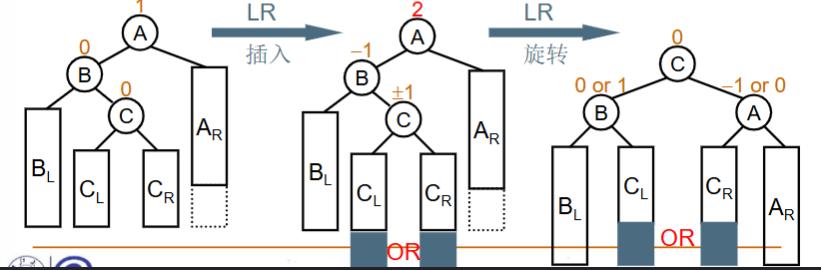 1
A
0
B
0
C
B_L
C_L
C_R
A_R
LR
插入
2
A
−1
B
±1
C
B_L
C_L
C_R
A_R
OR
LR
旋转
0
C
0 or 1
B
−1 or 0
A
B_L
C_L
C_R
A_R
OR